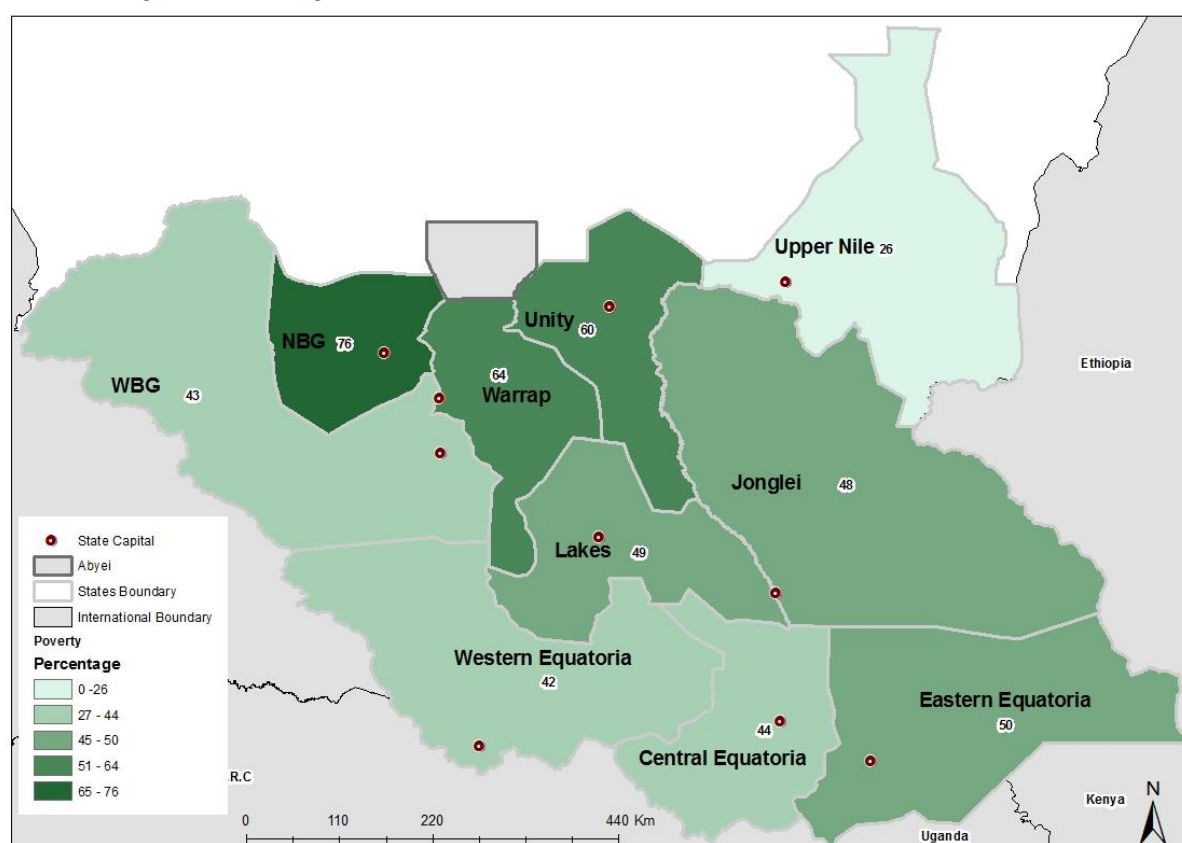 Upper Nile 26
Unity
60
NBG 76
Ethiopia
64
Warrap
WBG
43
Jonglei 48
Lakes 49
Western Equatoria
42
Eastern Equatoria
50
44
Central Equatoria
.R.C
Kenya
Uganda
N
State Capital
Abyei
States Boundary
International Boundary
Poverty
Percentage
0 -26
27 - 44
45 - 50
51 - 64
65 - 76
0 110 220 440 Km